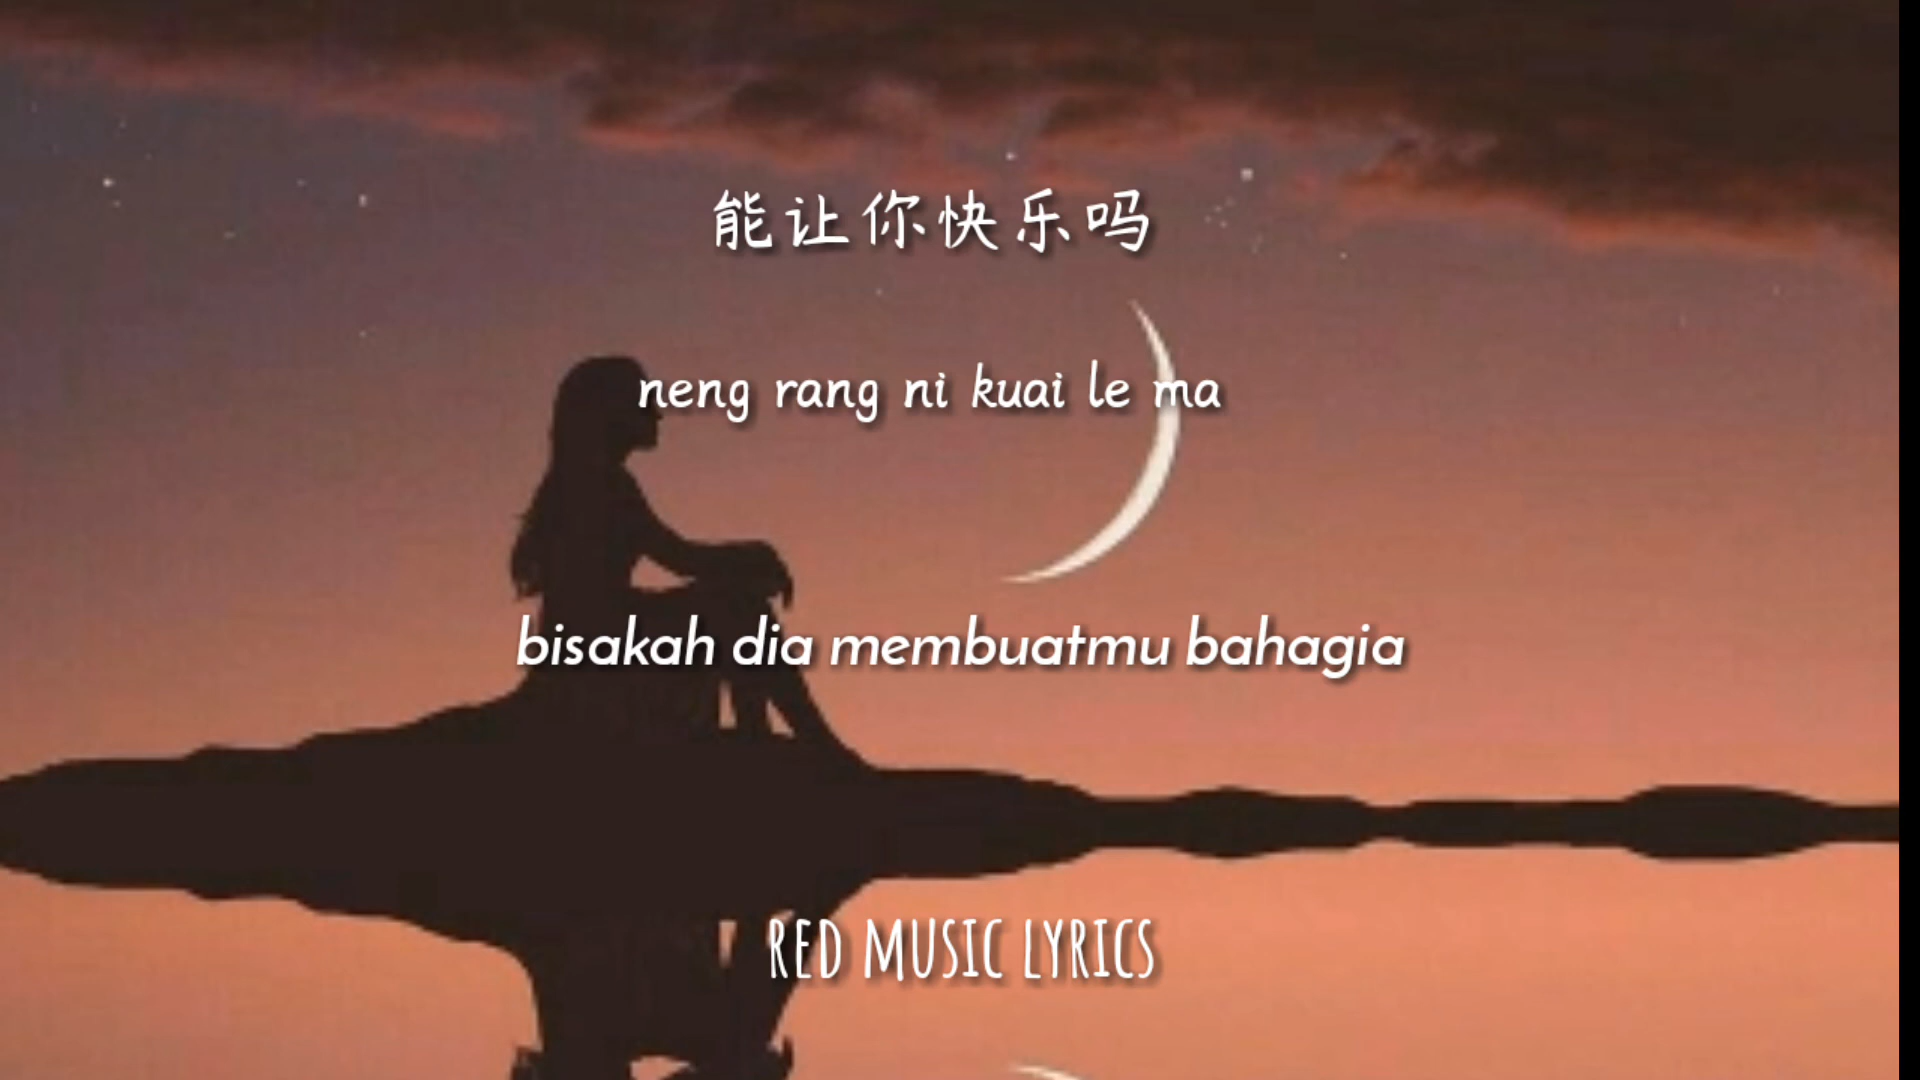 能让你快乐吗
neng rang ni kuai le ma
bisakah dia membuatmu bahagia
RED MUSIC LYRICS